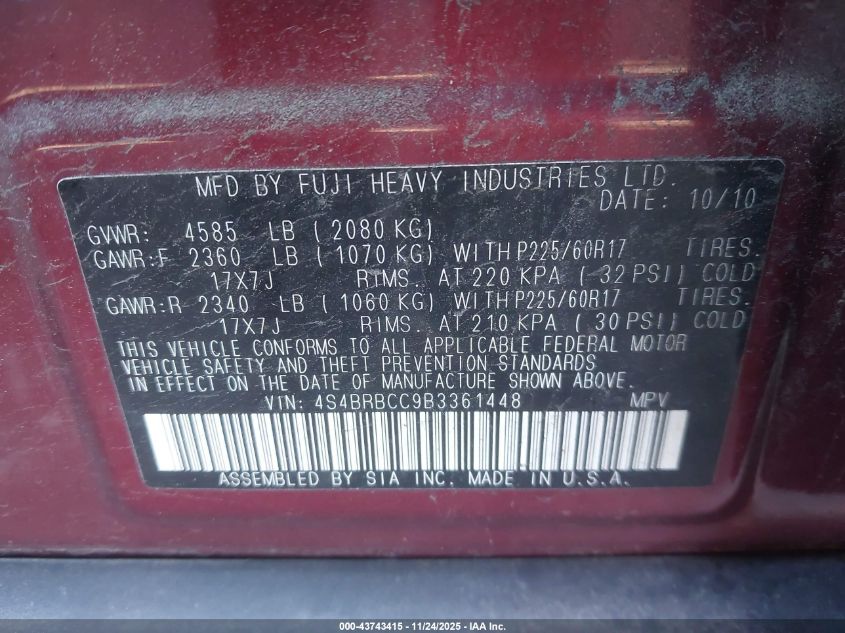 MFD BY FUJI HEAVY INDUSTRIES LTD.
DATE: 10/10
GVWR: 4585 LB ( 2080 KG)
GAWR:F 2360 LB ( 1070 KG) WITH P225/60R17 TIRES.
17X7J RIMS. AT 220 KPA ( 32 PSI) COLD
GAWR:R 2340 LB ( 1060 KG) WITH P225/60R17 TIRES.
17X7J RIMS. AT 210 KPA ( 30 PSI) COLD
THIS VEHICLE CONFORMS TO ALL APPLICABLE FEDERAL MOTOR
VEHICLE SAFETY AND THEFT PREVENTION STANDARDS
IN EFFECT ON THE DATE OF MANUFACTURE SHOWN ABOVE.
VIN: 4S4BRBCC9B3361448 MPV
ASSEMBLED BY SIA INC. MADE IN U.S.A.
000-43743415 - 11/24/2025 - IAA Inc.